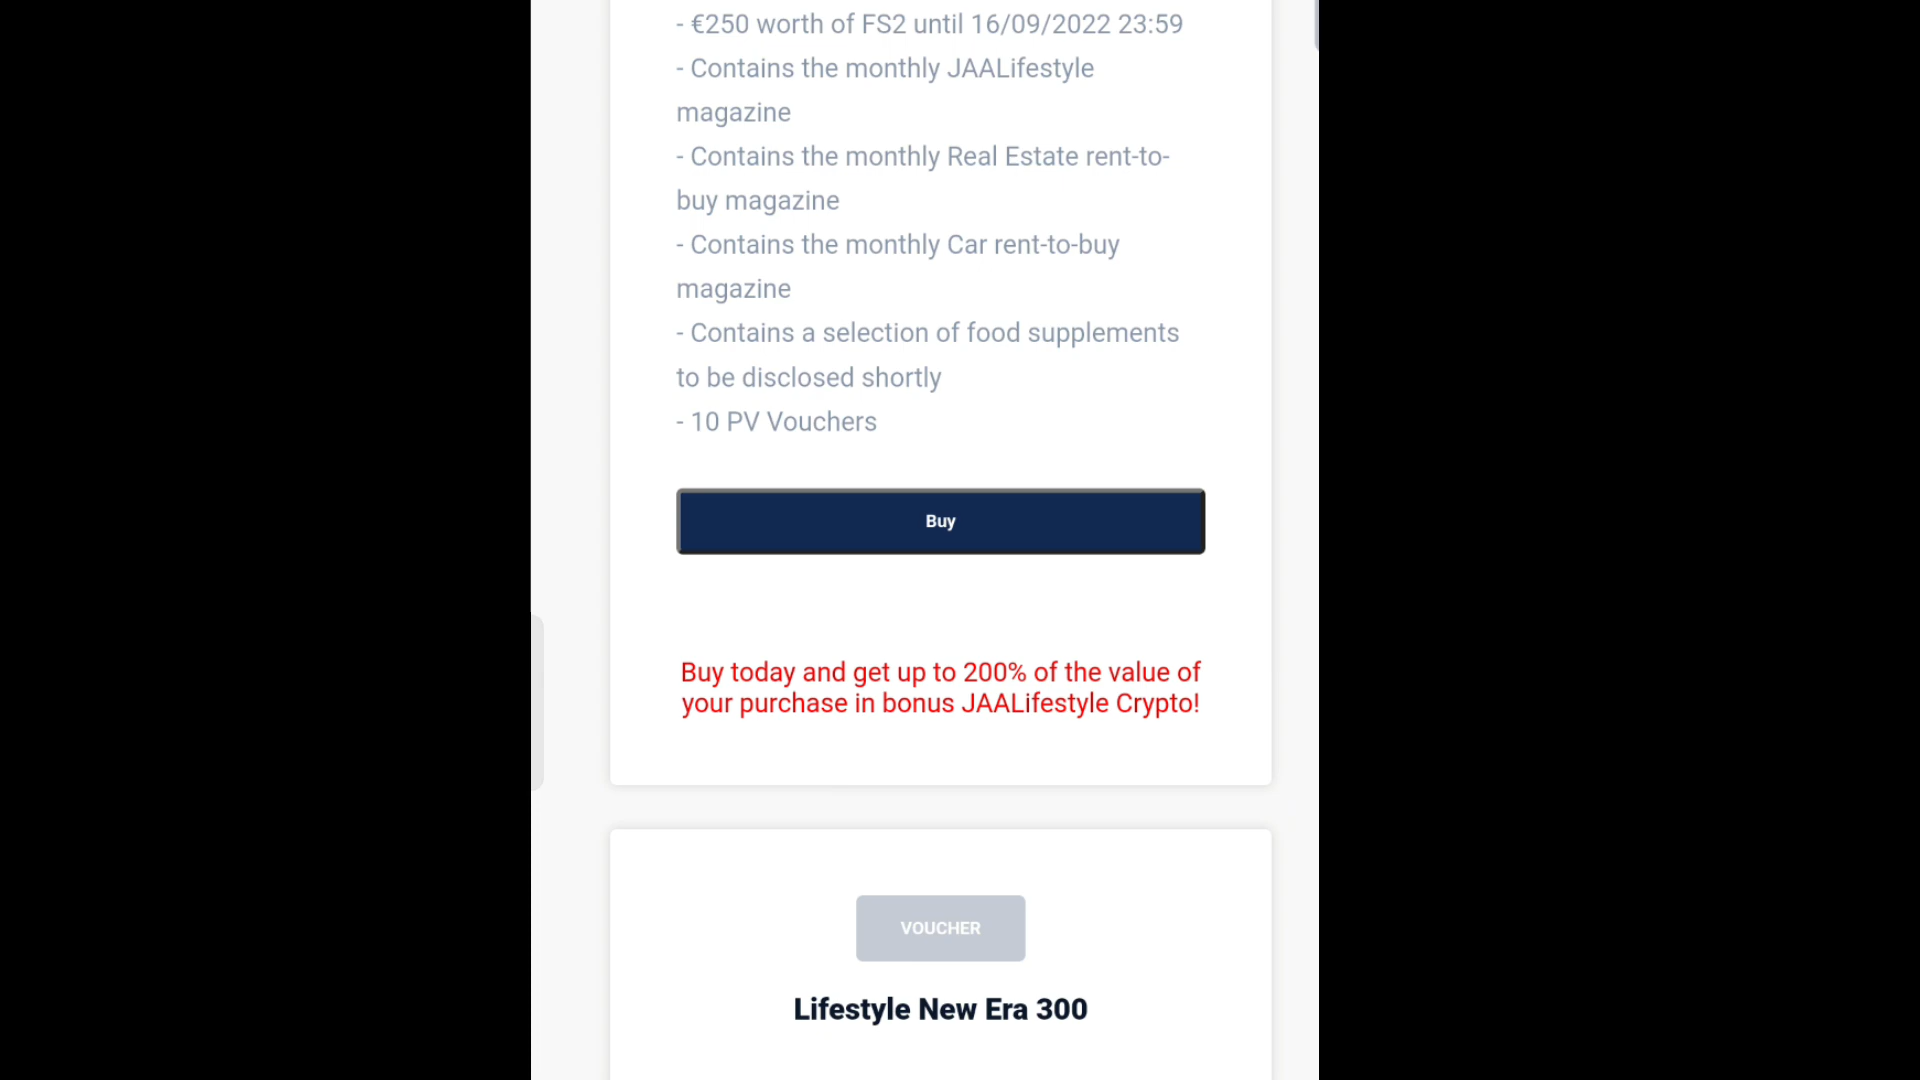 - €250 worth of FS2 until 16/09/2022 23:59
- Contains the monthly JAALifestyle
magazine
- Contains the monthly Real Estate rent-to-
buy magazine
- Contains the monthly Car rent-to-buy
magazine
- Contains a selection of food supplements
to be disclosed shortly
- 10 PV Vouchers
Buy
Buy today and get up to 200% of the value of
your purchase in bonus JAALifestyle Crypto!
VOUCHER
Lifestyle New Era 300